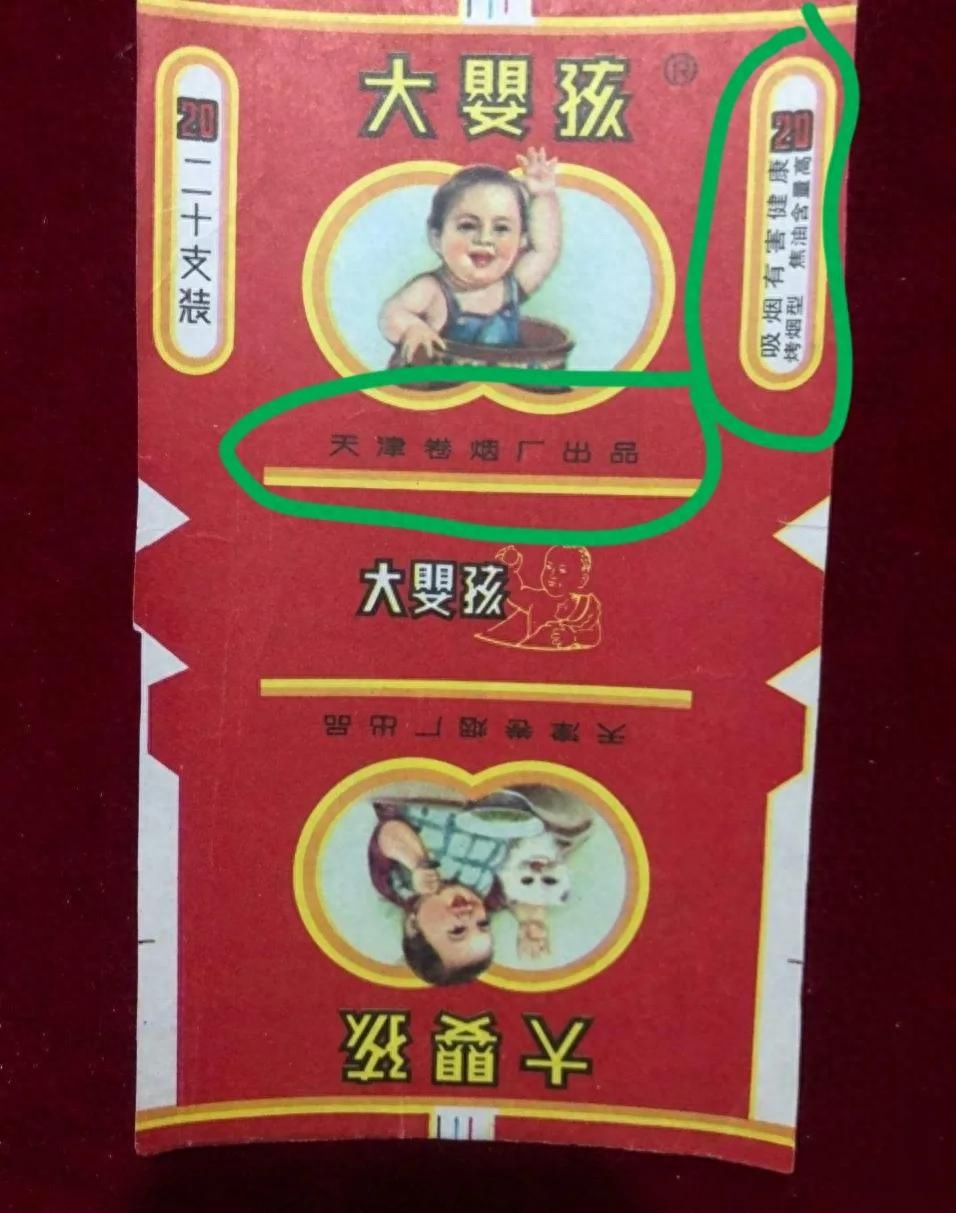 大嬰孩
20
二十支裝
20
吸烟有害健康
烤烟型 焦油含量高
天津卷烟厂出品
大嬰孩
天津卷烟厂出品
大嬰孩